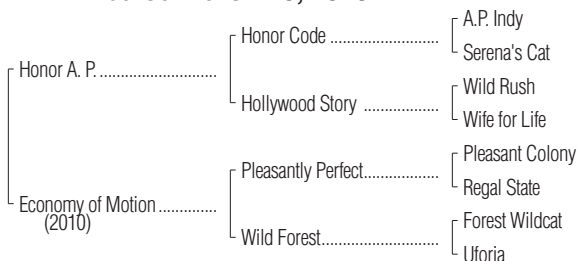 A.P. Indy
Honor Code
Serena's Cat
Honor A. P.
Wild Rush
Hollywood Story
Wife for Life
Pleasant Colony
Pleasantly Perfect
Regal State
Economy of Motion
(2010)
Forest Wildcat
Wild Forest
Uforia